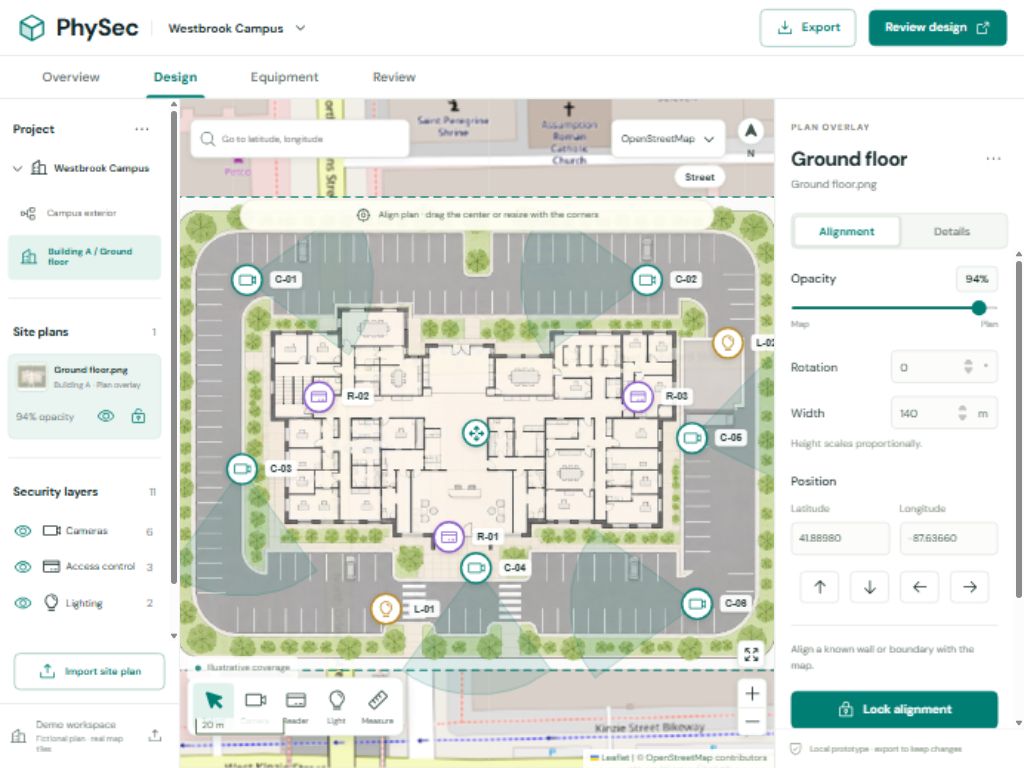 PhySec
Westbrook Campus
Export
Review design
Overview
Design
Equipment
Review
Project
Westbrook Campus
Campus exterior
Building A / Ground
floor
Site plans
1
Ground floor.png
Building A · Plan overlay
94% opacity
Security layers
11
Cameras
6
Access control
3
Lighting
2
Import site plan
Demo workspace
Fictional plan · real map
tiles
Saint Peregrine
Shrine
Assumption
Roman
Catholic
Church
Go to latitude, longitude
OpenStreetMap
N
Street
Align plan · drag the center or resize with the corners
C-01
C-02
L-02
R-02
R-03
C-05
C-03
R-01
C-04
L-01
C-06
Illustrative coverage
Reader
Light
Measure
20 m
Kinzie Street Bikeway
West Kinzie Street
Leaflet | © OpenStreetMap contributors
PLAN OVERLAY
Ground floor
Ground floor.png
Alignment
Details
Opacity
94%
Map
Plan
Rotation
0
°
Width
140
m
Height scales proportionally.
Position
Latitude
Longitude
41.88980
-87.63660
Align a known wall or boundary with the
map.
Lock alignment
Local prototype · export to keep changes